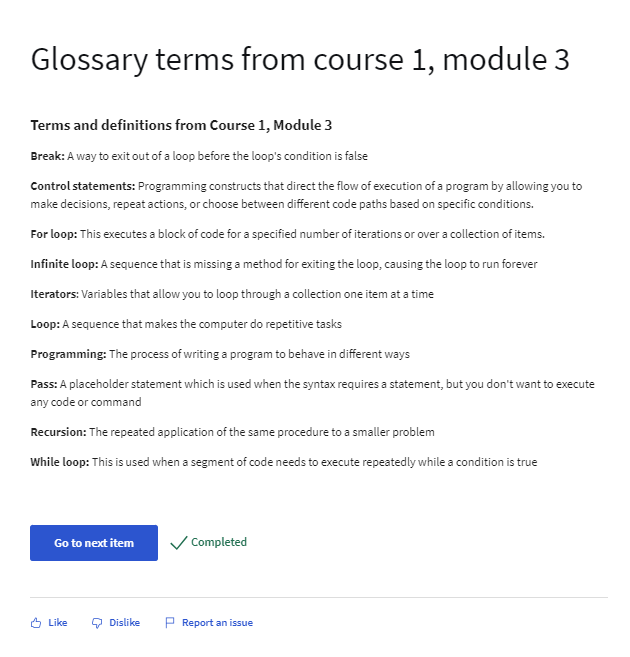 Glossary terms from course 1, module 3
Terms and definitions from Course 1, Module 3
Break: A way to exit out of a loop before the loop's condition is false
Control statements: Programming constructs that direct the flow of execution of a program by allowing you to
make decisions, repeat actions, or choose between different code paths based on specific conditions.
For loop: This executes a block of code for a specified number of iterations or over a collection of items.
Infinite loop: A sequence that is missing a method for exiting the loop, causing the loop to run forever
Iterators: Variables that allow you to loop through a collection one item at a time
Loop: A sequence that makes the computer do repetitive tasks
Programming: The process of writing a program to behave in different ways
Pass: A placeholder statement which is used when the syntax requires a statement, but you don't want to execute
any code or command
Recursion: The repeated application of the same procedure to a smaller problem
While loop: This is used when a segment of code needs to execute repeatedly while a condition is true
Go to next item Completed
Like Dislike Report an issue